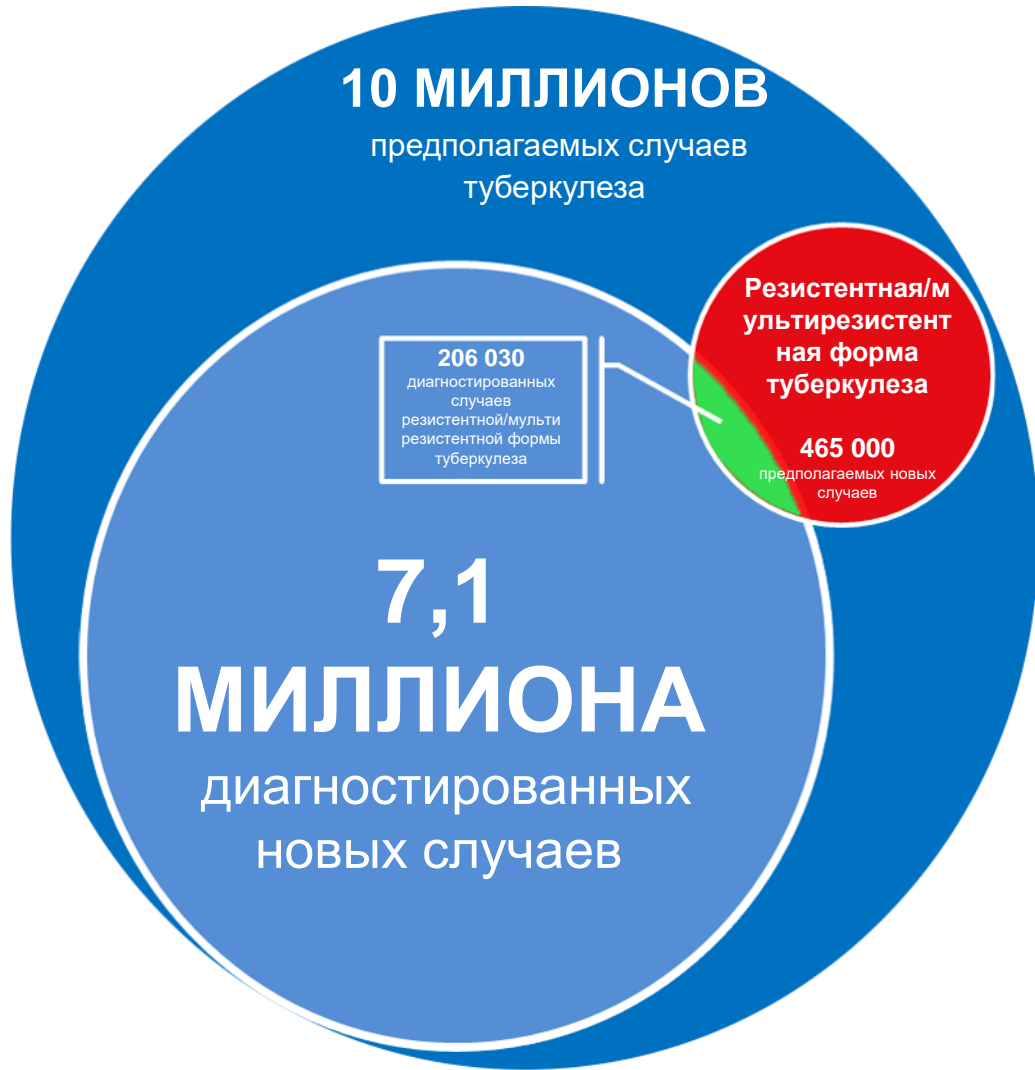 10 МИЛЛИОНОВ
предполагаемых случаев
туберкулеза
Резистентная/м
ультирезистент
ная форма
туберкулеза
465 000
предполагаемых новых
случаев
206 030
диагностированных
случаев
резистентной/мульти
резистентной формы
туберкулеза
7,1
МИЛЛИОНА
диагностированных
новых случаев